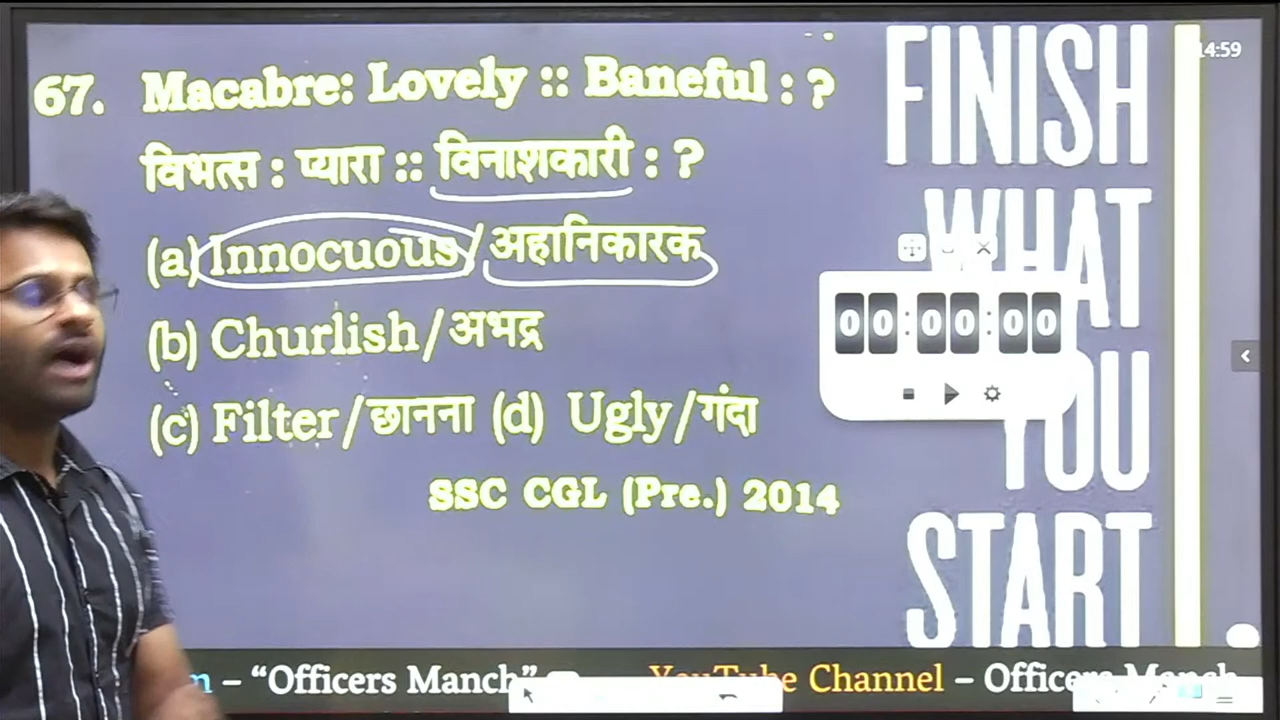 67. Macabre: Lovely :: Baneful : ?
विभत्स : प्यारा :: विनाशकारी : ?
(a) Innocuous/अहानिकारक
(b) Churlish/अभद्र
(c) Filter/छानना (d) Ugly/गंदा
SSC CGL (Pre.) 2014
FINISH
WHAT
YOU
START.
14:59
00:00:00
n – “Officers Manch”
YouTube Channel – Officers Manch